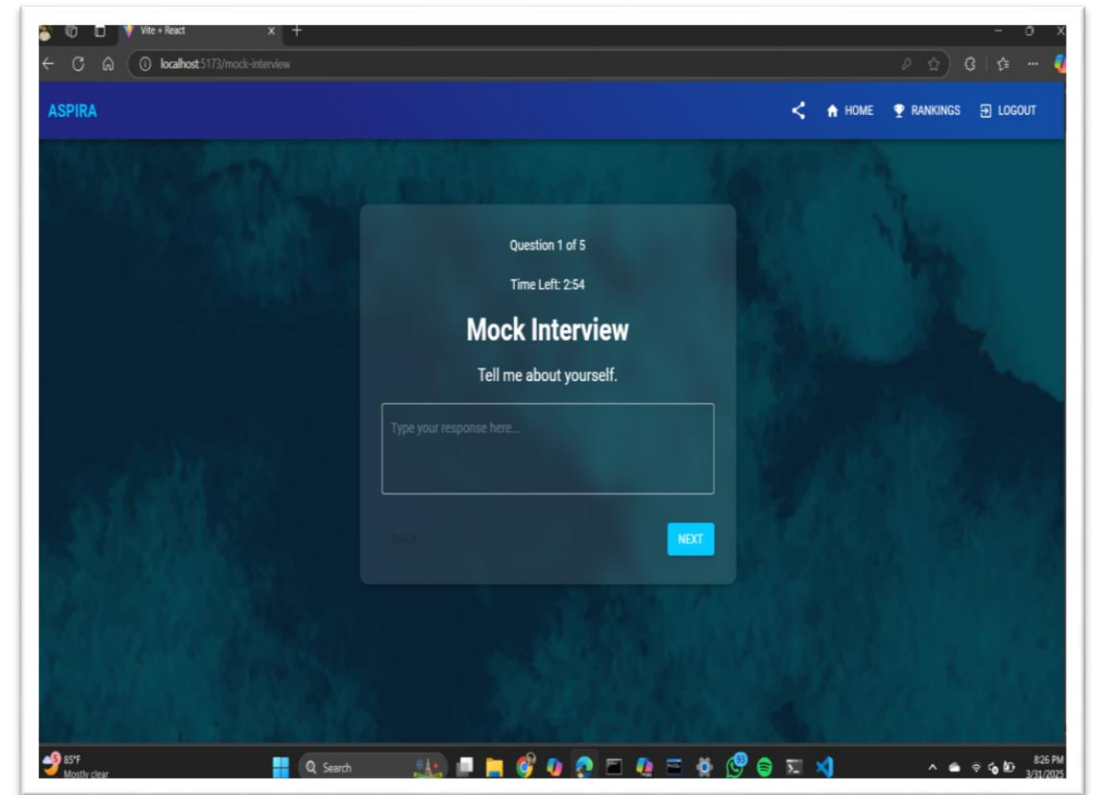 Vite + React
localhost:5173/mock-interview
ASPIRA
HOME RANKINGS LOGOUT
Question 1 of 5
Time Left: 2:54
Mock Interview
Tell me about yourself.
Type your response here...
BACK
NEXT
85°F
Mostly clear
Search
8:26 PM
3/31/2025